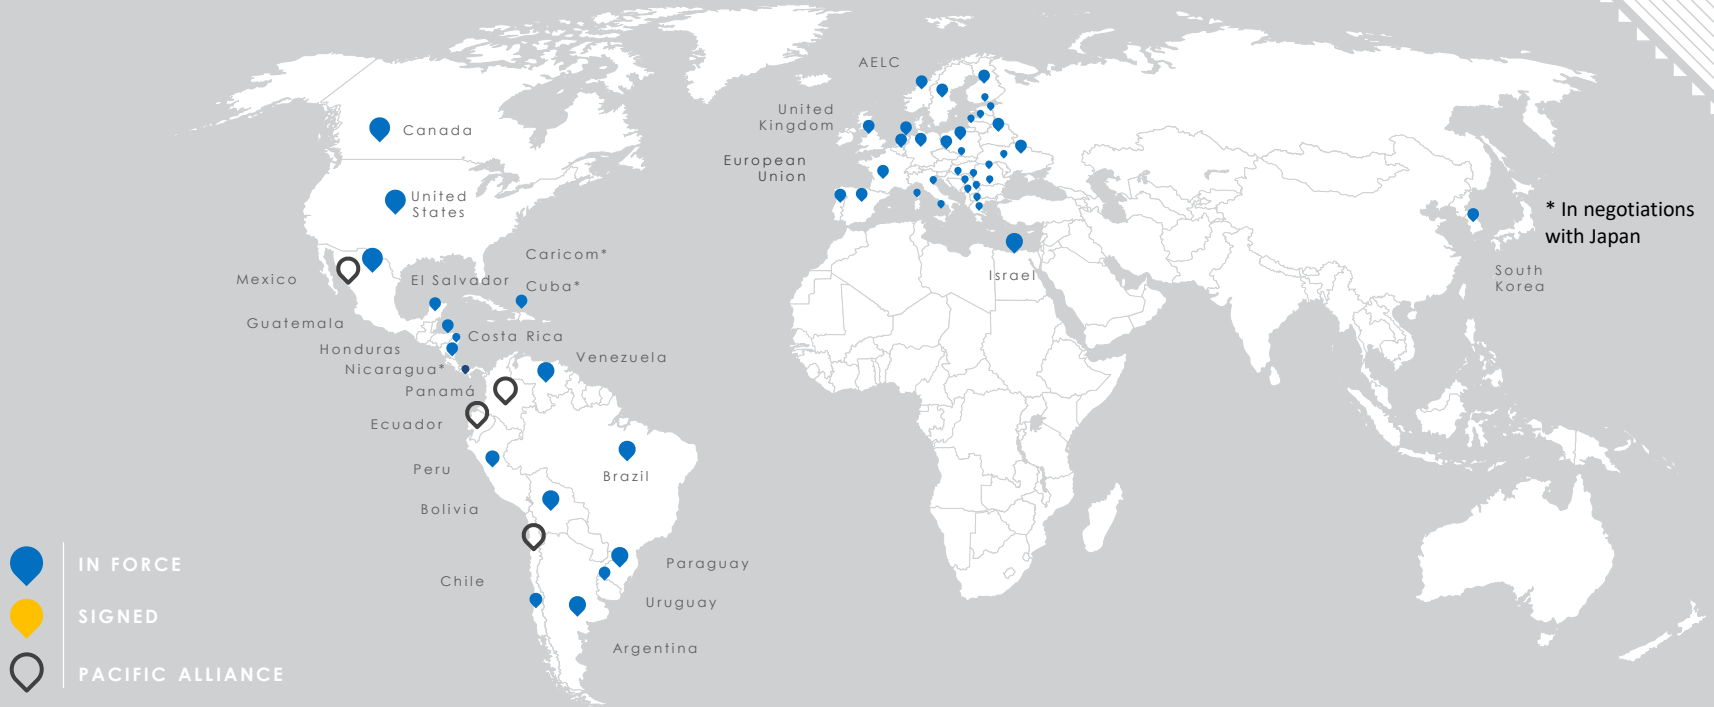 AELC
United
Kingdom
European
Union
Canada
United
States
* In negotiations
with Japan
Caricom*
Mexico
El Salvador
Cuba*
Israel
South
Korea
Guatemala
Costa Rica
Honduras
Nicaragua*
Venezuela
Panamá
Ecuador
Peru
Brazil
Bolivia
IN FORCE
Paraguay
Chile
Uruguay
SIGNED
Argentina
PACIFIC ALLIANCE